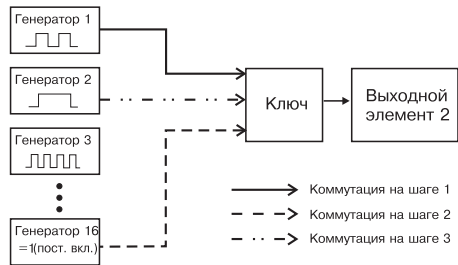 Генератор 1
Генератор 2
Генератор 3
Генератор 16
=1(пост. вкл.)
Ключ
Выходной
элемент 2
Коммутация на шаге 1
Коммутация на шаге 2
Коммутация на шаге 3